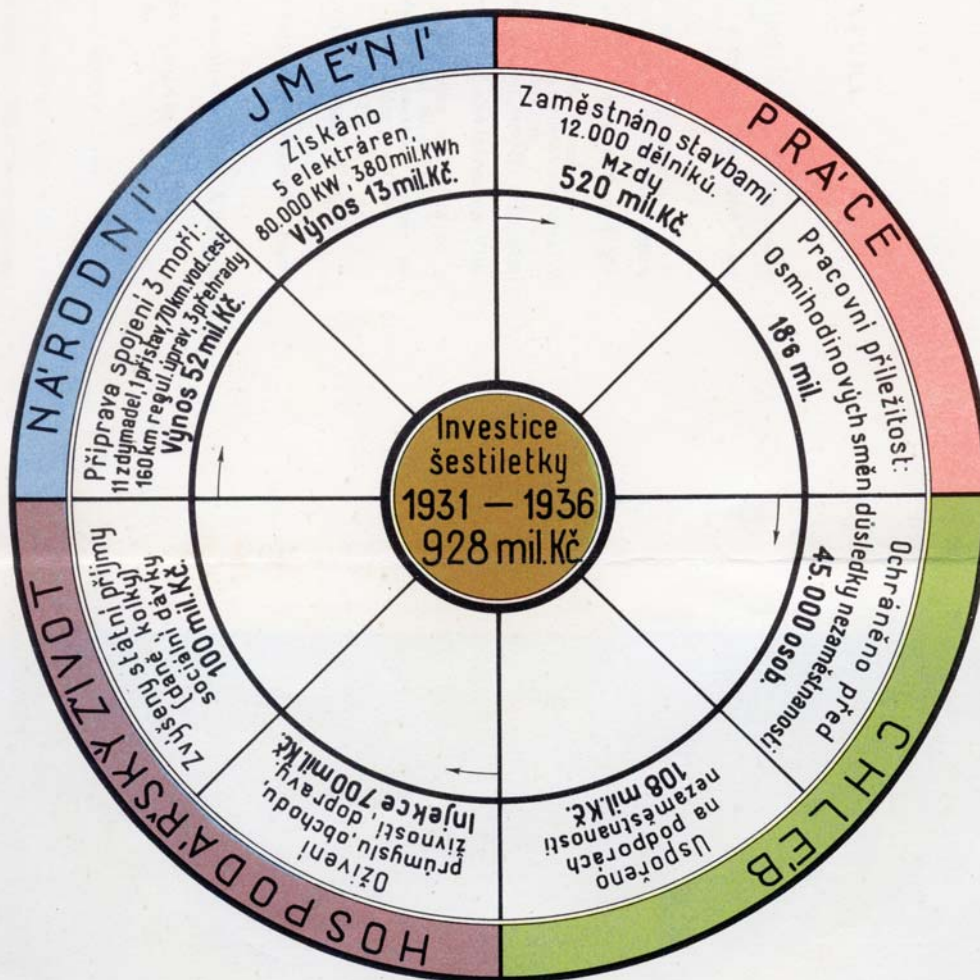 PRÁCE
Zaměstnáno stavbami
12.000 dělníků.
Mzdy
520 mil.Kč.
Pracovní příležitost:
Osmihodinových směn
18·6 mil.
CHLÉB
Ochráněno před
důsledky nezaměstnanosti
45.000 osob.
Uspořeno
na podporách
nezaměstnanosti
108 mil.Kč.
HOSPODÁŘSKÝ ŽIVOT
Oživení
průmyslu, obchodu,
živností, dopravy.
Injekce 700 mil.Kč.
Zvýšeny státní příjmy
(daně, kolky,
sociální dávky
100 mil.Kč.
NÁRODNÍ JMĚNÍ
Příprava spojení 3 moří:
11 zdymadel, 1 přístav, 70 km. vod. cest
160 km regul. úprav, 3 přehrady
Výnos 52 mil.Kč.
Získáno
5 elektráren,
80.000 KW, 380 mil. KWh
Výnos 13 mil.Kč.
Investice
šestiletky
1931 — 1936
928 mil.Kč